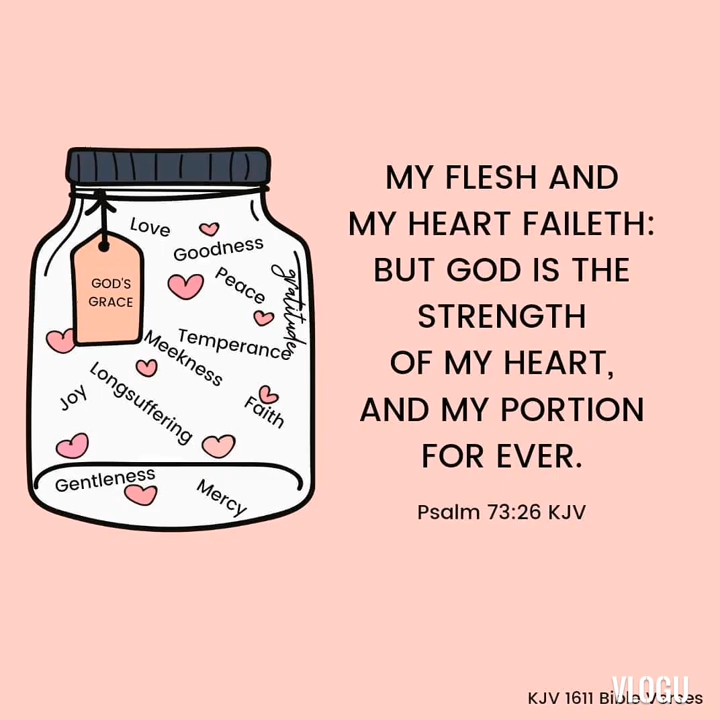 Love
Goodness
Peace
gratitude
GOD'S
GRACE
Temperance
Meekness
Longsuffering
Joy
Faith
Gentleness
Mercy
MY FLESH AND
MY HEART FAILETH:
BUT GOD IS THE
STRENGTH
OF MY HEART,
AND MY PORTION
FOR EVER.
Psalm 73:26 KJV
KJV 1611 Bible Verses
VLOGU